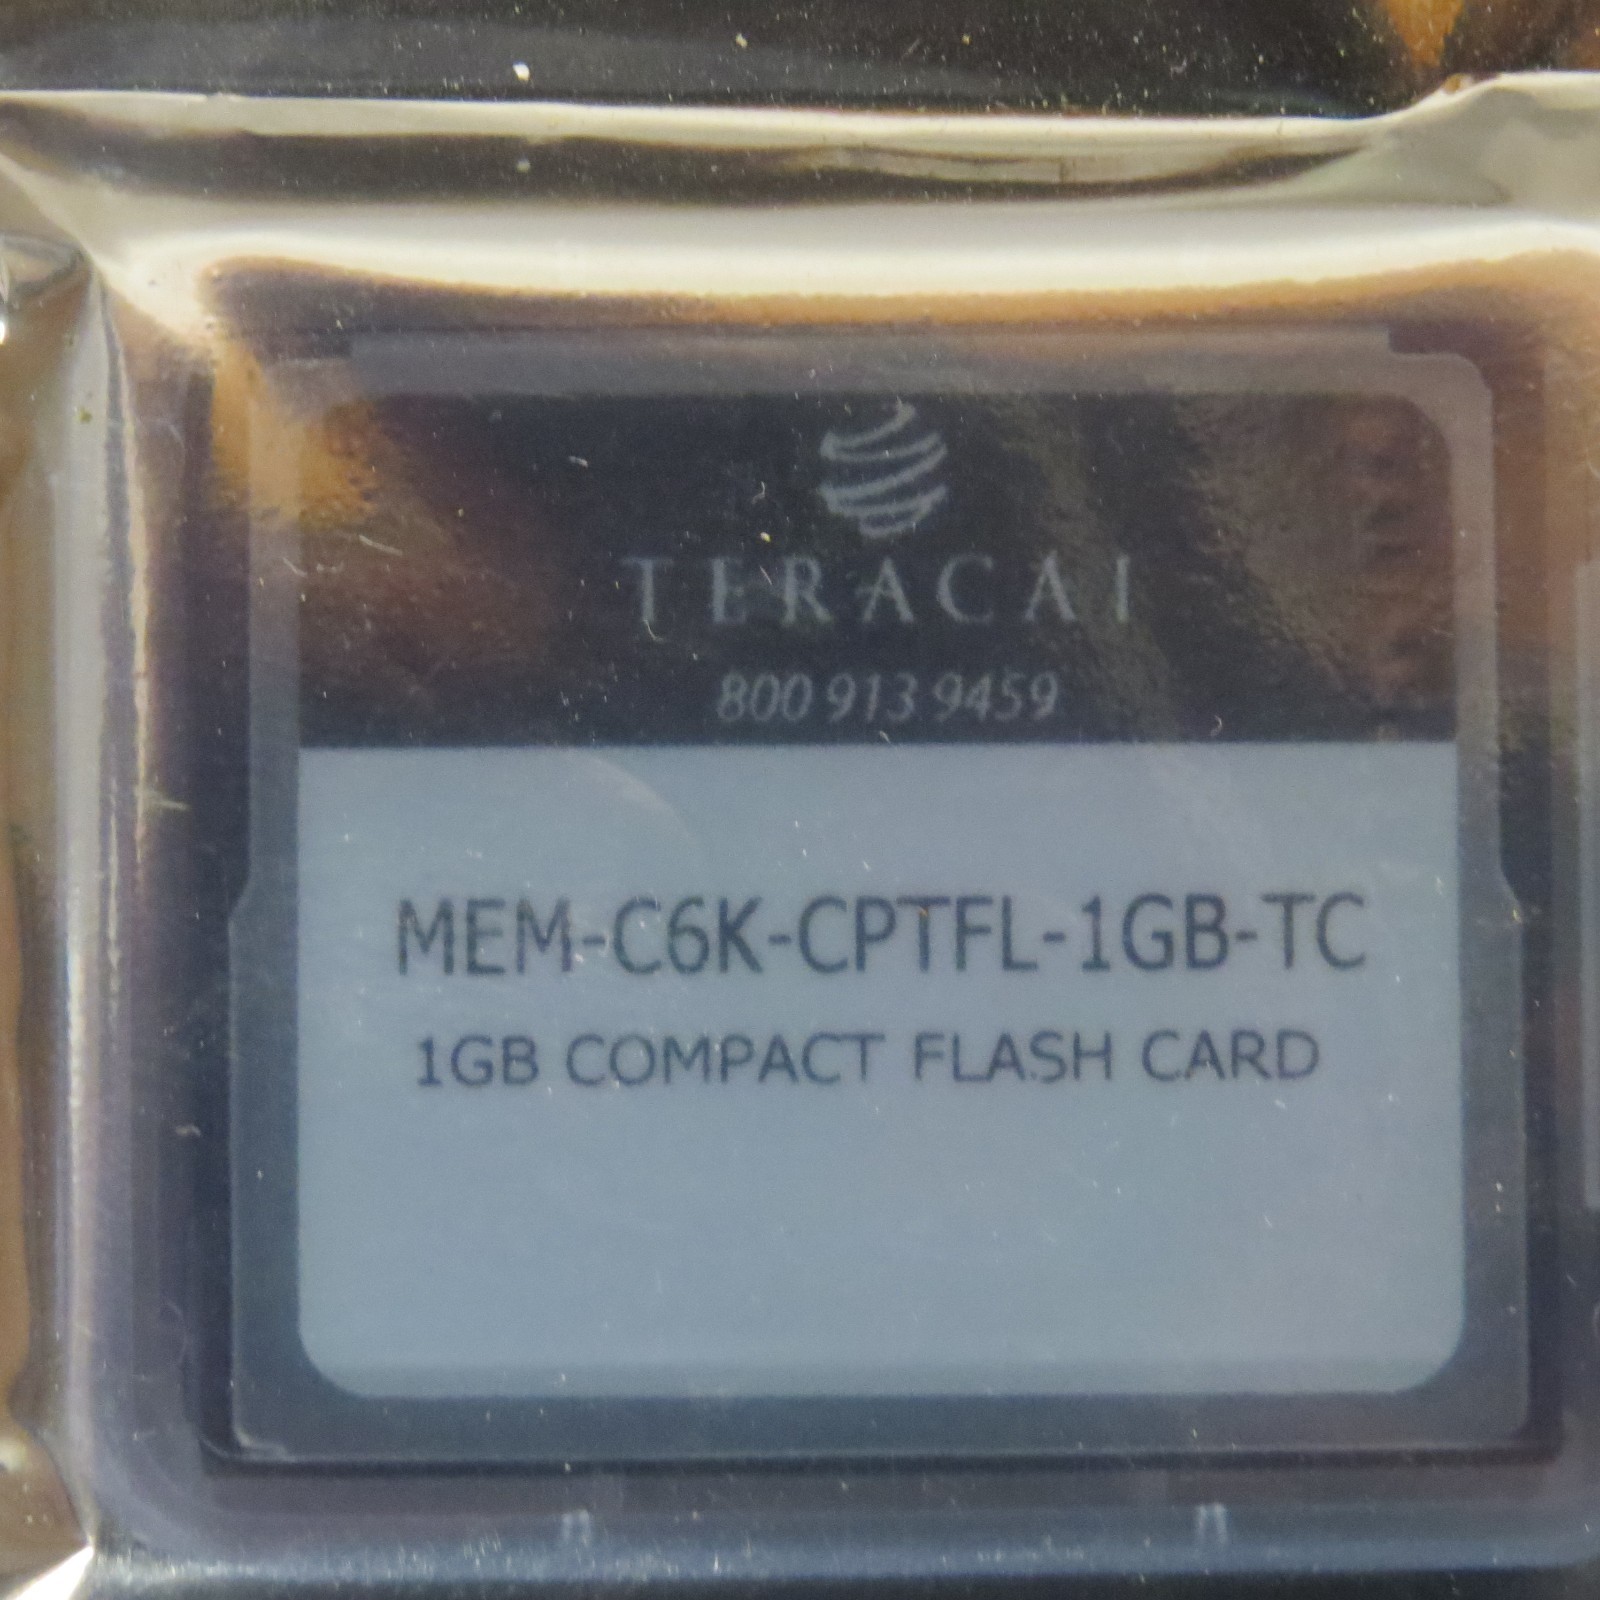 TERACAI
800 913 9459
MEM-C6K-CPTFL-1GB-TC
1GB COMPACT FLASH CARD